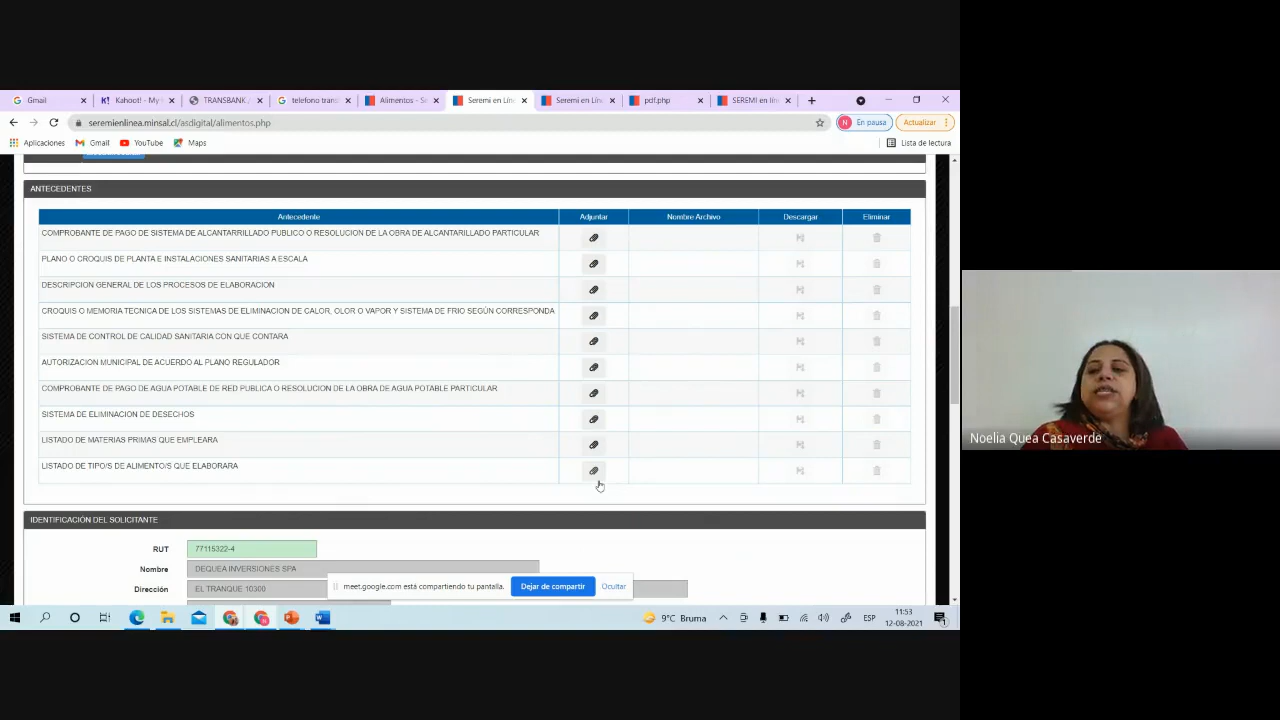 Gmail
Kahoot! - My
TRANSBANK
telefono tran
Alimentos - Se
Seremi en Lín
Seremi en Lín
pdf.php
SEREMI en lín
seremienlinea.minsal.cl/asdigital/alimentos.php
N En pausa
Actualizar
Aplicaciones
Gmail
YouTube
Maps
Lista de lectura
ANTECEDENTES
Antecedente Adjuntar Nombre Archivo Descargar Eliminar
COMPROBANTE DE PAGO DE SISTEMA DE ALCANTARRILLADO PUBLICO O RESOLUCION DE LA OBRA DE ALCANTARILLADO PARTICULAR
PLANO O CROQUIS DE PLANTA E INSTALACIONES SANITARIAS A ESCALA
DESCRIPCION GENERAL DE LOS PROCESOS DE ELABORACION
CROQUIS O MEMORIA TECNICA DE LOS SISTEMAS DE ELIMINACION DE CALOR, OLOR O VAPOR Y SISTEMA DE FRIO SEGÚN CORRESPONDA
SISTEMA DE CONTROL DE CALIDAD SANITARIA CON QUE CONTARA
AUTORIZACION MUNICIPAL DE ACUERDO AL PLANO REGULADOR
COMPROBANTE DE PAGO DE AGUA POTABLE DE RED PUBLICA O RESOLUCION DE LA OBRA DE AGUA POTABLE PARTICULAR
SISTEMA DE ELIMINACION DE DESECHOS
LISTADO DE MATERIAS PRIMAS QUE EMPLEARA
LISTADO DE TIPO/S DE ALIMENTO/S QUE ELABORARA
IDENTIFICACIÓN DEL SOLICITANTE
RUT 77115322-4
Nombre DEQUEA INVERSIONES SPA
Dirección EL TRANQUE 10300
meet.google.com está compartiendo tu pantalla.
Dejar de compartir
Ocultar
Noelia Quea Casaverde
9°C Bruma
ESP
11:53
12-08-2021
1